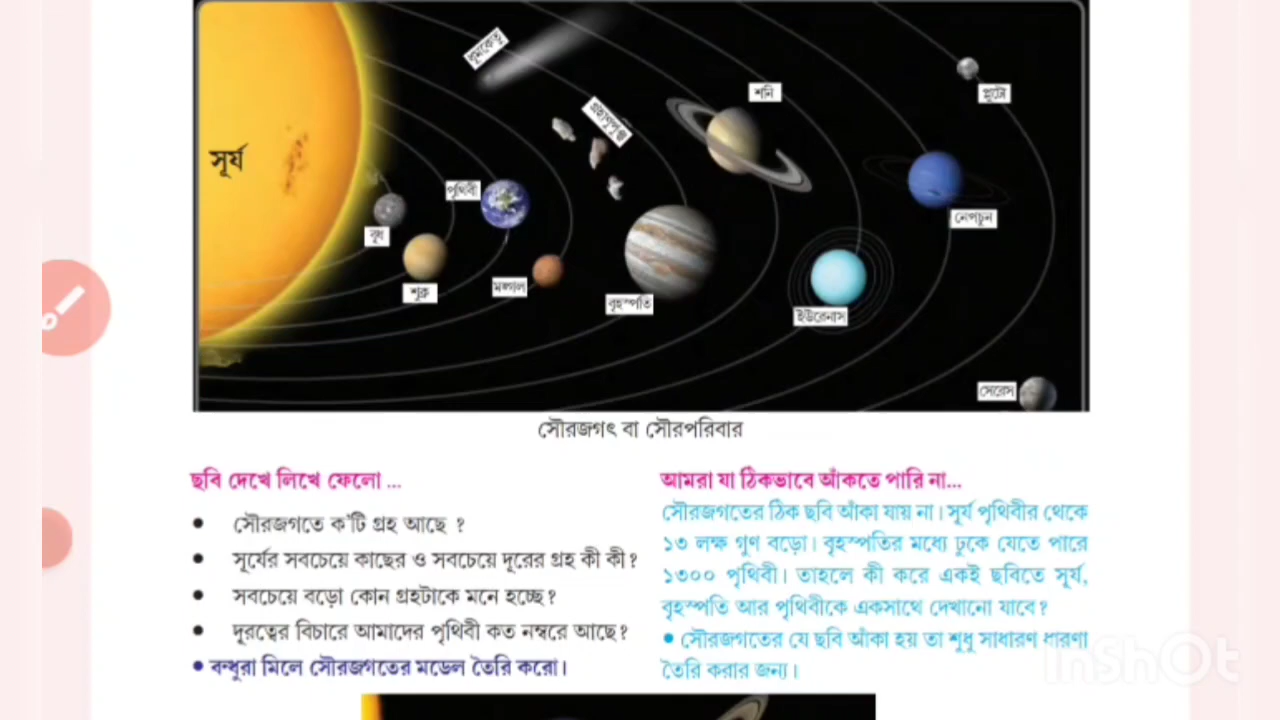 ধূমকেতু
শনি
প্লুটো
গ্রহাণুপুঞ্জ
সূর্য
পৃথিবী
নেপচুন
বুধ
শুক্র
মঙ্গল
বৃহস্পতি
ইউরেনাস
সেরেস
সৌরজগৎ বা সৌরপরিবার
ছবি দেখে লিখে ফেলো ...
• সৌরজগতে ক'টি গ্রহ আছে ?
• সূর্যের সবচেয়ে কাছের ও সবচেয়ে দূরের গ্রহ কী কী?
• সবচেয়ে বড়ো কোন গ্রহটাকে মনে হচ্ছে?
• দূরত্বের বিচারে আমাদের পৃথিবী কত নম্বরে আছে?
• বন্ধুরা মিলে সৌরজগতের মডেল তৈরি করো।
আমরা যা ঠিকভাবে আঁকতে পারি না...
সৌরজগতের ঠিক ছবি আঁকা যায় না। সূর্য পৃথিবীর থেকে
১৩ লক্ষ গুণ বড়ো। বৃহস্পতির মধ্যে ঢুকে যেতে পারে
১৩০০ পৃথিবী। তাহলে কী করে একই ছবিতে সূর্য,
বৃহস্পতি আর পৃথিবীকে একসাথে দেখানো যাবে?
• সৌরজগতের যে ছবি আঁকা হয় তা শুধু সাধারণ ধারণা
তৈরি করার জন্য।
InShOt